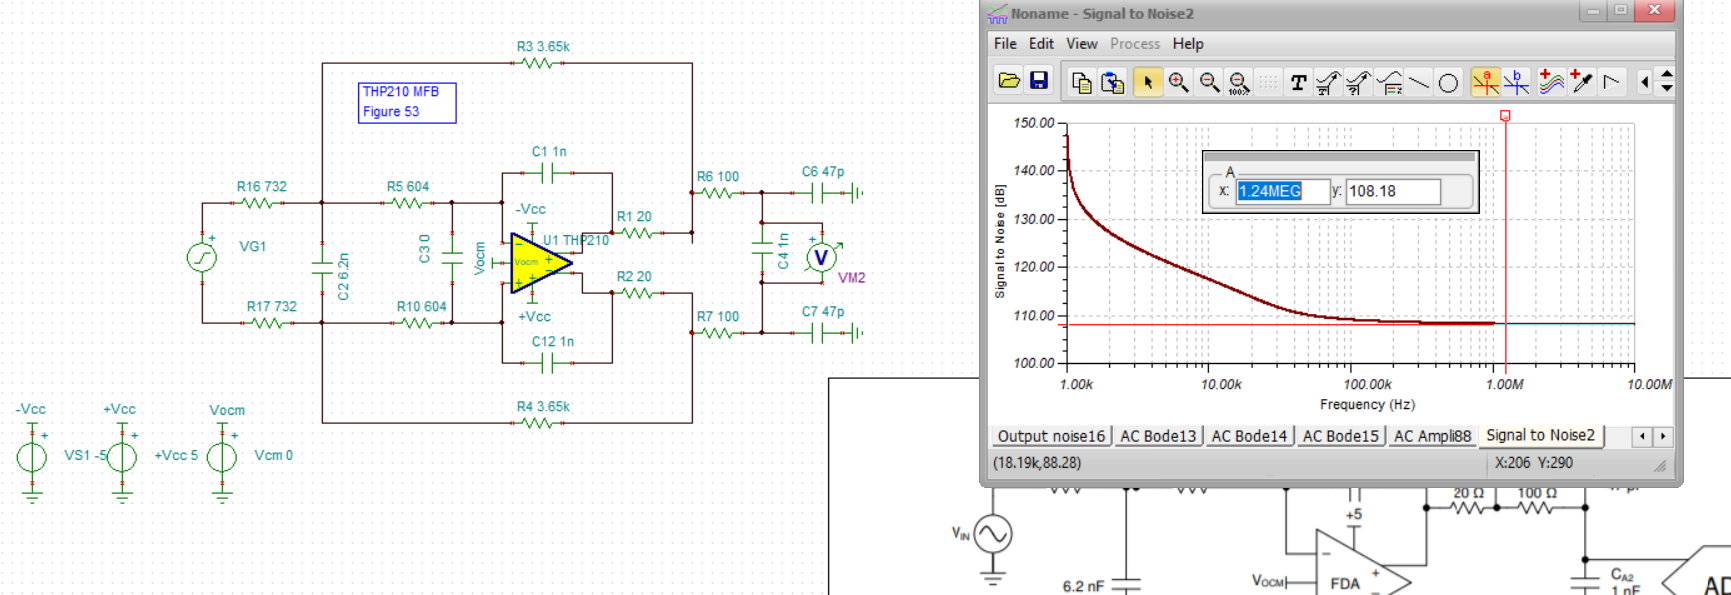 R3 3.65k
THP210 MFB
Figure 53
C1 1n
R16 732
R5 604
R6 100
C6 47p
-Vcc
R1 20
VG1
U1 THP210
C3 0
Vocm
Vocm
C2 6.2n
C4 1n
V
VM2
R2 20
R17 732
R10 604
+Vcc
R7 100
C7 47p
C12 1n
R4 3.65k
-Vcc
+Vcc
Vocm
VS1 -5
+Vcc 5
Vcm 0
Noname - Signal to Noise2
File Edit View Process Help
100%
T
a
b
150.00
140.00
130.00
120.00
110.00
100.00
Signal to Noise [dB]
A
x: 1.24MEG y: 108.18
1.00k 10.00k 100.00k 1.00M 10.00M
Frequency (Hz)
Output noise16 AC Bode13 AC Bode14 AC Bode15 AC Ampli88 Signal to Noise2
(18.19k,88.28) X:206 Y:290
20 Ω 100 Ω
+5
VIN
6.2 nF
VOCM
FDA
CA2
1 nF